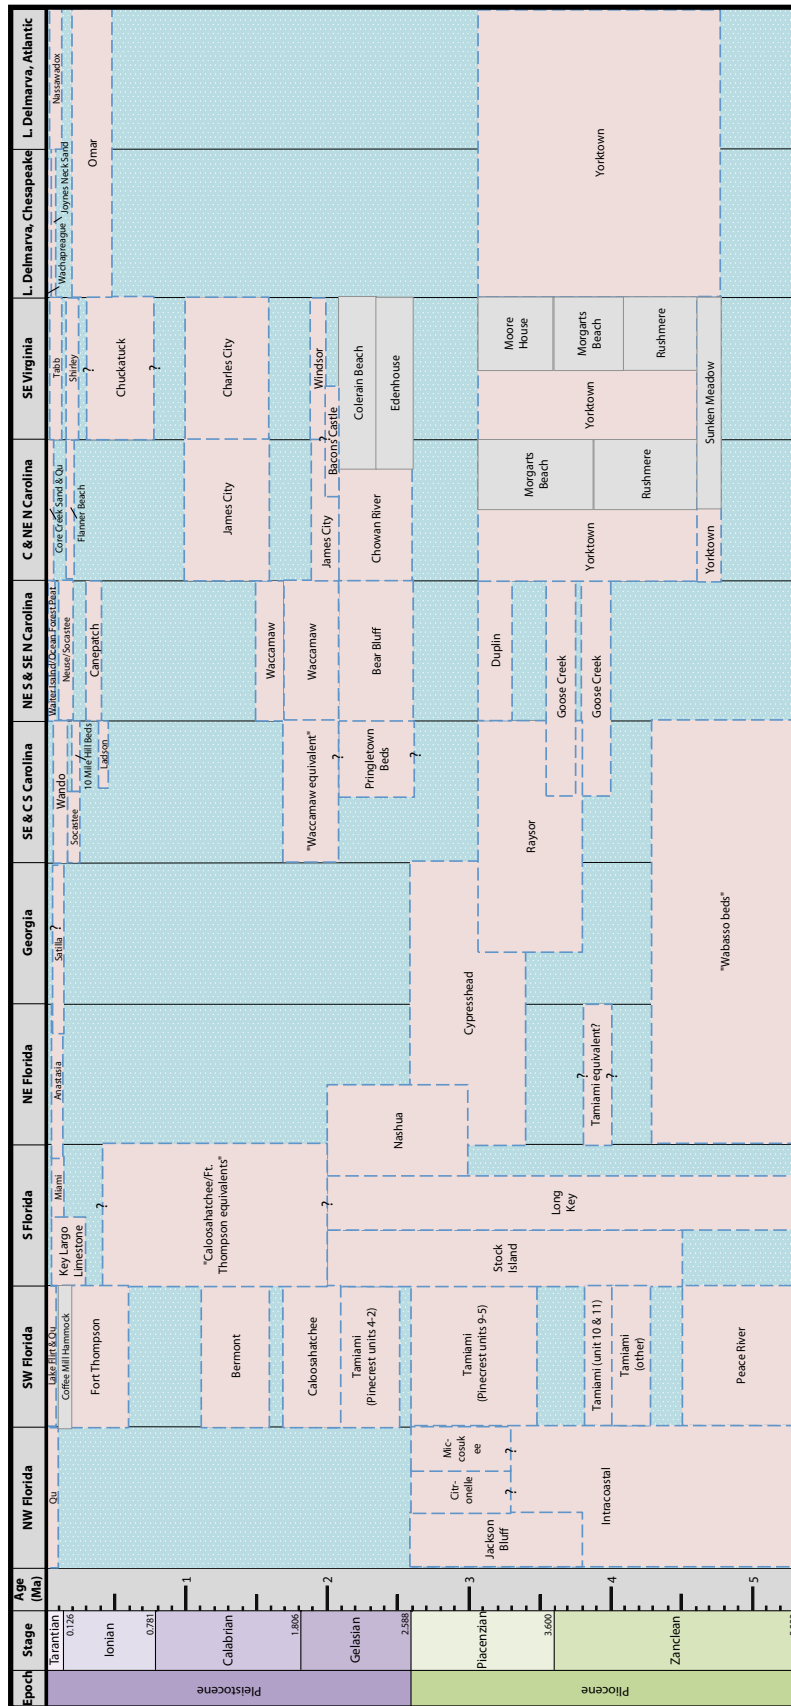 Epoch
Stage
Age
(Ma)
NW Florida
SW Florida
S Florida
NE Florida
Georgia
SE & C S Carolina
NE S & SE N Carolina
C & NE N Carolina
SE Virginia
L. Delmarva, Chesapeake
L. Delmarva, Atlantic
Pleistocene
Pliocene
Tarantian
0.126
Ionian
0.781
Calabrian
1.806
Gelasian
2.588
Piacenzian
3.600
Zanclean
1
2
3
4
5
Qu
Jackson
Bluff
Citr-
onelle
?
Mic-
cosuk
ee
?
Intracoastal
Lake Flirt & Qu
Coffee Mill Hammock
Fort Thompson
Bermont
Caloosahatchee
Tamiami
(Pinecrest units 4-2)
Tamiami
(Pinecrest units 9-5)
Tamiami (unit 10 & 11)
Tamiami
(other)
Peace River
Key Largo
Limestone
Miami
?
"Caloosahatchee/Ft.
Thompson equivalents"
?
Stock
Island
Long
Key
Anastasia
Nashua
Cypresshead
?
Tamiami equivalent?
?
Satilla
?
"Wabasso beds"
Wando
Socastee
10 Mile Hill Beds
Ladson
"Waccamaw equivalent"
?
Pringletown
Beds
?
Raysor
Waiter Isalnd/Ocean Forest Peat
Neuse/Socastee
Canepatch
Waccamaw
Waccamaw
Bear Bluff
Duplin
Goose Creek
Goose Creek
Core Creek Sand & Qu
Flanner Beach
James City
James City
?
Bacons Castle
Chowan River
Yorktown
Morgarts
Beach
Rushmere
Yorktown
Tabb
Shirley
?
Chuckatuck
?
Charles City
Windsor
Colerain Beach
Edenhouse
Yorktown
Moore
House
Morgarts
Beach
Rushmere
Sunken Meadow
Wachapreague
Joynes Neck Sand
Nassawadox
Omar
Yorktown